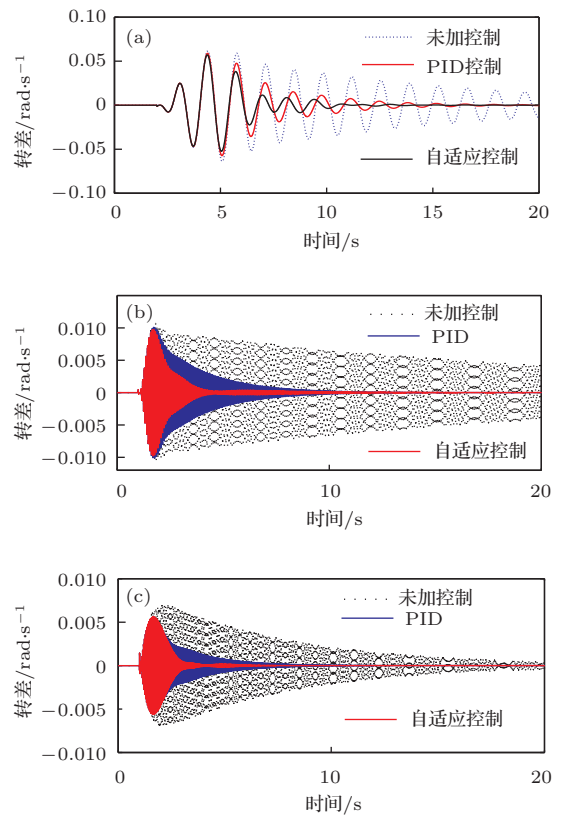 (a)
未加控制
PID控制
自适应控制
0.10
0.05
0
−0.05
−0.10
转差/rad·s⁻¹
0 5 10 15 20
时间/s
(b)
未加控制
PID
自适应控制
0.010
0.005
0
−0.005
−0.010
转差/rad·s⁻¹
0 10 20
时间/s
(c)
未加控制
PID
自适应控制
0.010
0.005
0
−0.005
−0.010
转差/rad·s⁻¹
0 10 20
时间/s